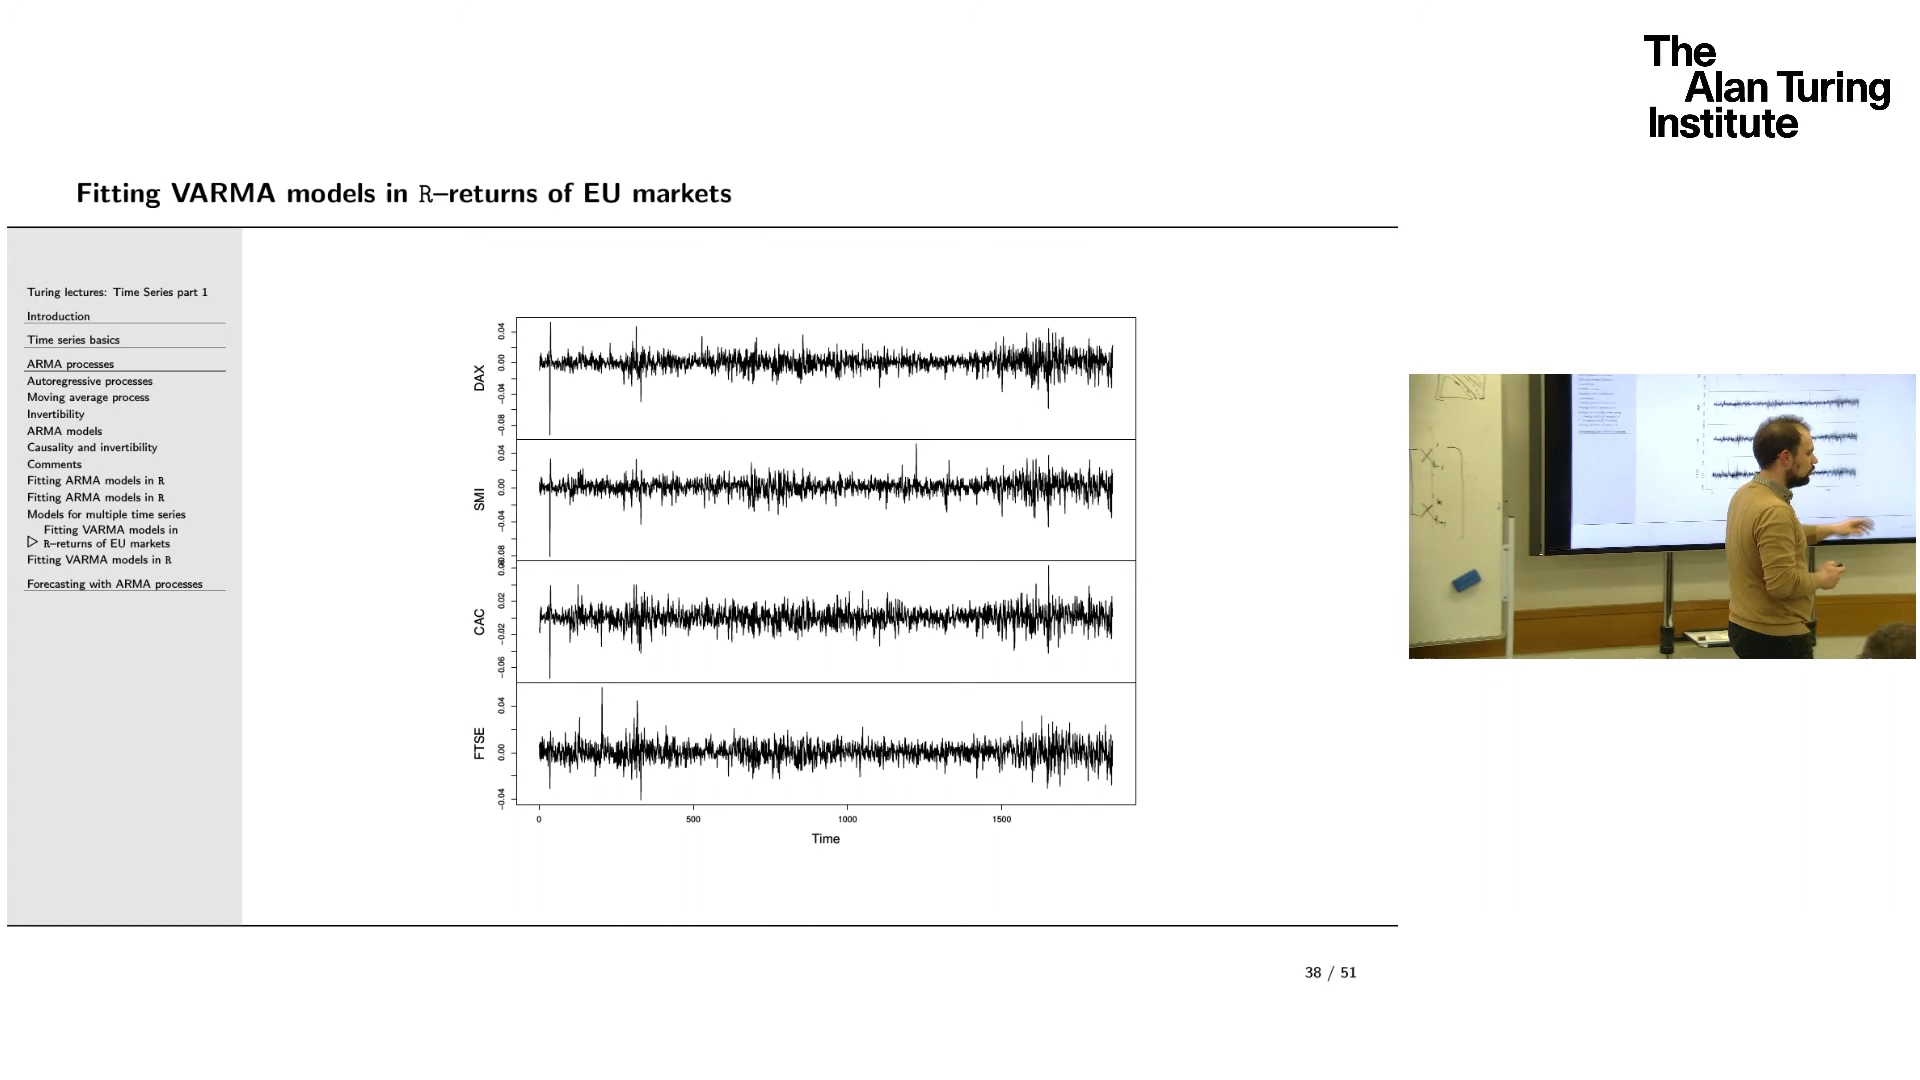 The
Alan Turing
Institute
Fitting VARMA models in R–returns of EU markets
Turing lectures: Time Series part 1
Introduction
Time series basics
ARMA processes
Autoregressive processes
Moving average process
Invertibility
ARMA models
Causality and invertibility
Comments
Fitting ARMA models in R
Fitting ARMA models in R
Models for multiple time series
Fitting VARMA models in
▷ R–returns of EU markets
Fitting VARMA models in R
Forecasting with ARMA processes
DAX
0.04
0.00
−0.04
−0.08
SMI
0.04
0.00
−0.04
CAC
0.02
−0.02
−0.06
FTSE
0.04
0.00
−0.04
0 500 1000 1500
Time
38 / 51